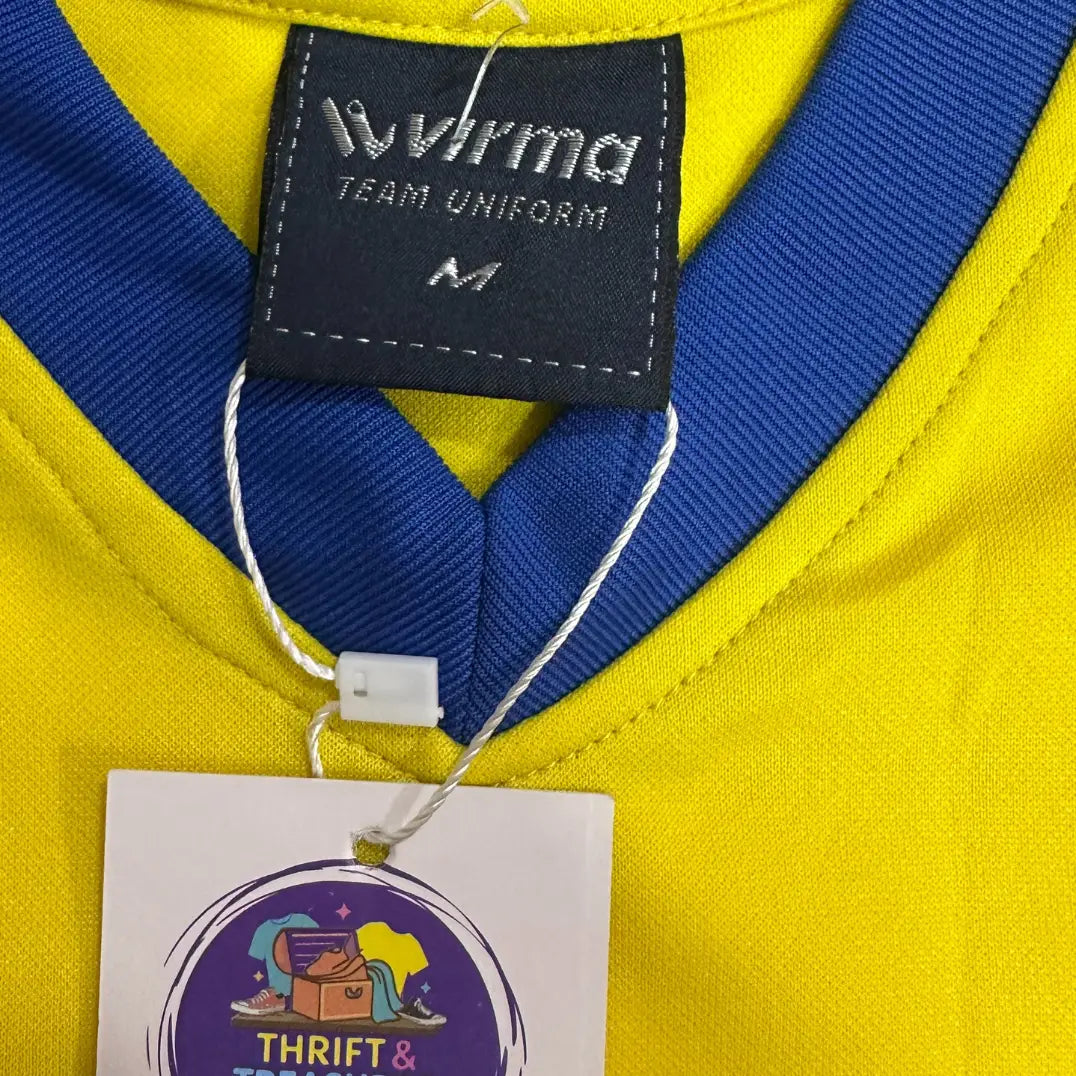 virma
TEAM UNIFORM
M
THRIFT &